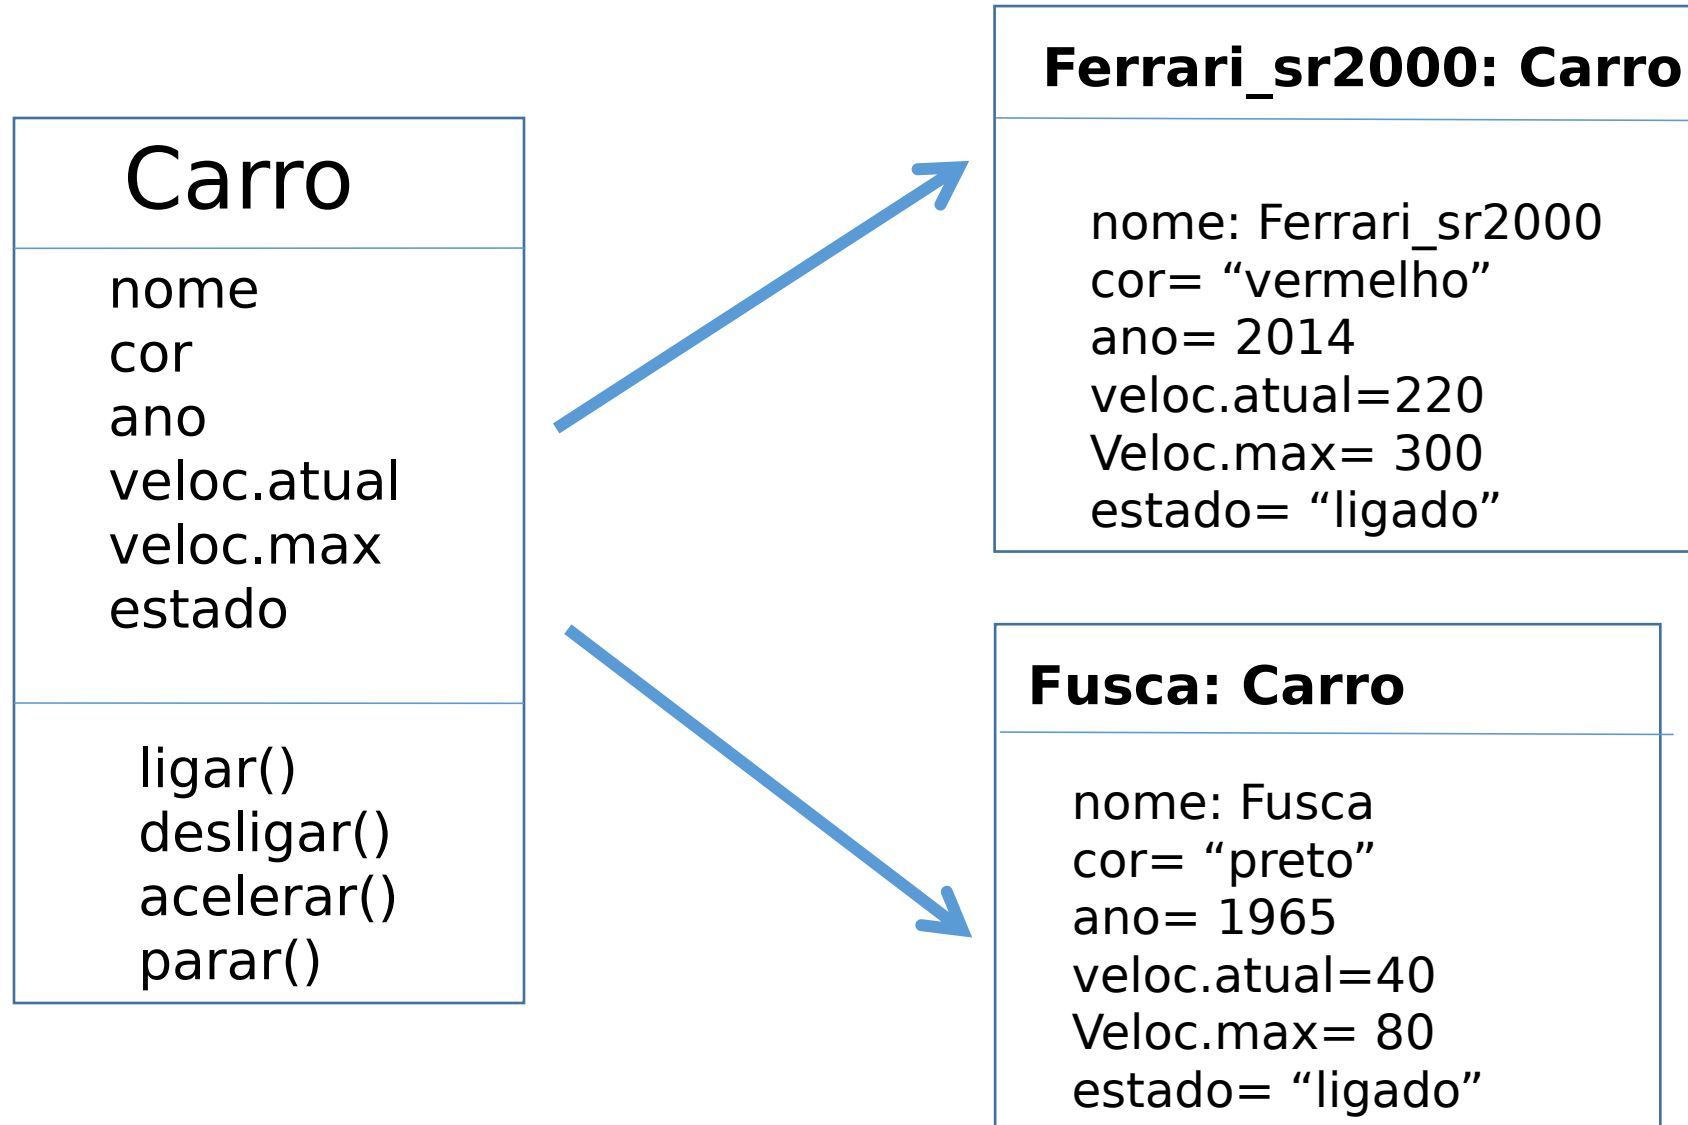 Carro
nome
cor
ano
veloc.atual
veloc.max
estado
ligar()
desligar()
acelerar()
parar()
Ferrari_sr2000: Carro
nome: Ferrari_sr2000
cor= “vermelho”
ano= 2014
veloc.atual=220
Veloc.max= 300
estado= “ligado”
Fusca: Carro
nome: Fusca
cor= “preto”
ano= 1965
veloc.atual=40
Veloc.max= 80
estado= “ligado”